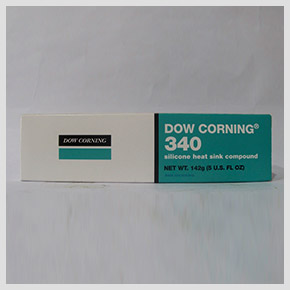 DOW CORNING
DOW CORNING®
340
silicone heat sink compound
NET WT. 142g (5 U.S. FL OZ)